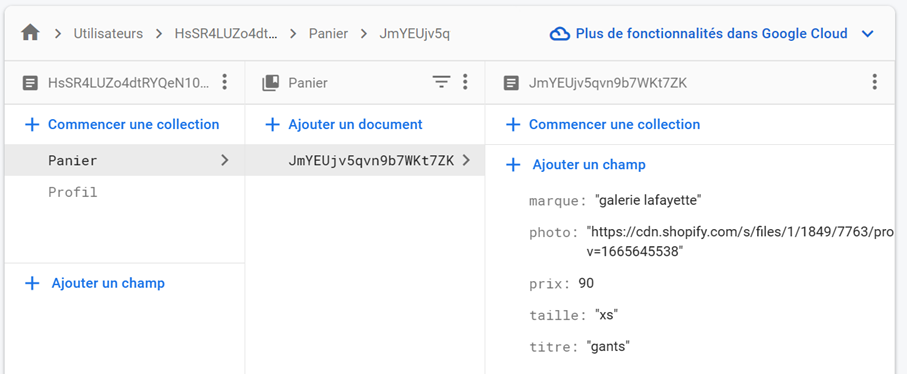 Utilisateurs > HsSR4LUZo4dt... > Panier > JmYEUjv5q
Plus de fonctionnalités dans Google Cloud
HsSR4LUZo4dtRYQeN10...
Panier
JmYEUjv5qvn9b7WKt7ZK
+ Commencer une collection
+ Ajouter un document
+ Commencer une collection
Panier >
JmYEUjv5qvn9b7WKt7ZK >
+ Ajouter un champ
Profil
marque: "galerie lafayette"
photo: "https://cdn.shopify.com/s/files/1/1849/7763/pro
v=1665645538"
+ Ajouter un champ
prix: 90
taille: "xs"
titre: "gants"